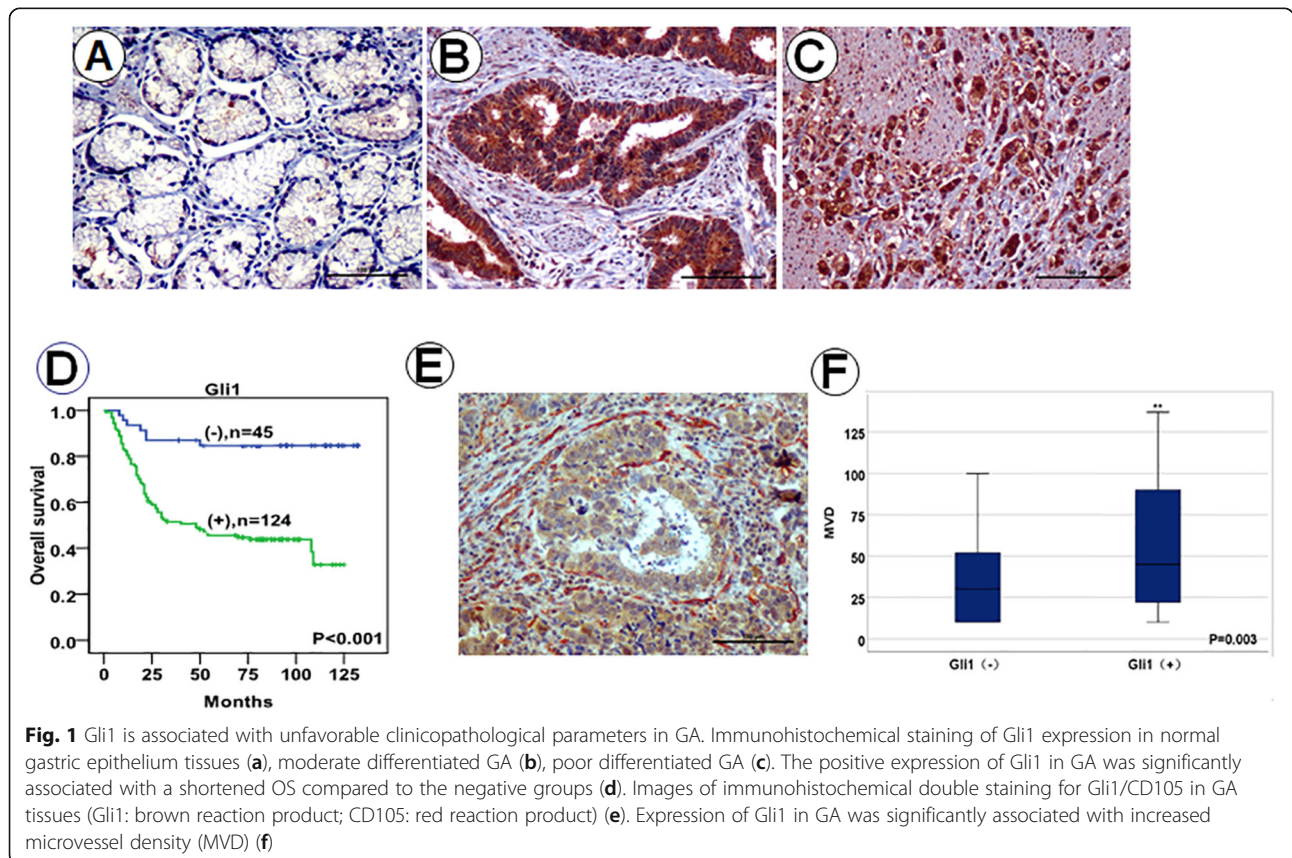 A
B
C
D
Gli1
1.0
0.8
0.6
0.4
0.2
0.0
Overall survival
(-),n=45
(+),n=124
P<0.001
0
25
50
75
100
125
Months
E
F
MVD
125
100
75
50
25
0
**
P=0.003
Gli1 (-)
Gli1 (+)
Fig. 1 Gli1 is associated with unfavorable clinicopathological parameters in GA. Immunohistochemical staining of Gli1 expression in normal
gastric epithelium tissues (a), moderate differentiated GA (b), poor differentiated GA (c). The positive expression of Gli1 in GA was significantly
associated with a shortened OS compared to the negative groups (d). Images of immunohistochemical double staining for Gli1/CD105 in GA
tissues (Gli1: brown reaction product; CD105: red reaction product) (e). Expression of Gli1 in GA was significantly associated with increased
microvessel density (MVD) (f)